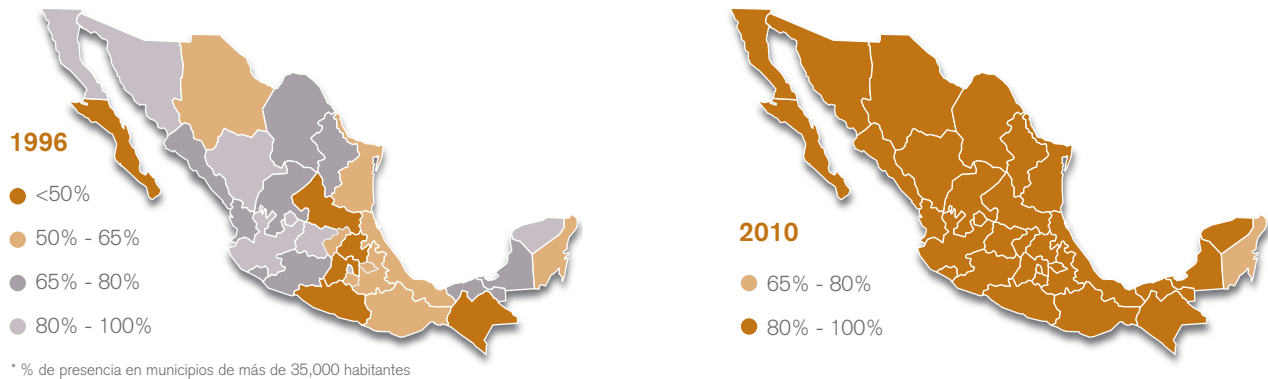 1996
<50%
50% - 65%
65% - 80%
80% - 100%
* % de presencia en municipios de más de 35,000 habitantes
2010
65% - 80%
80% - 100%